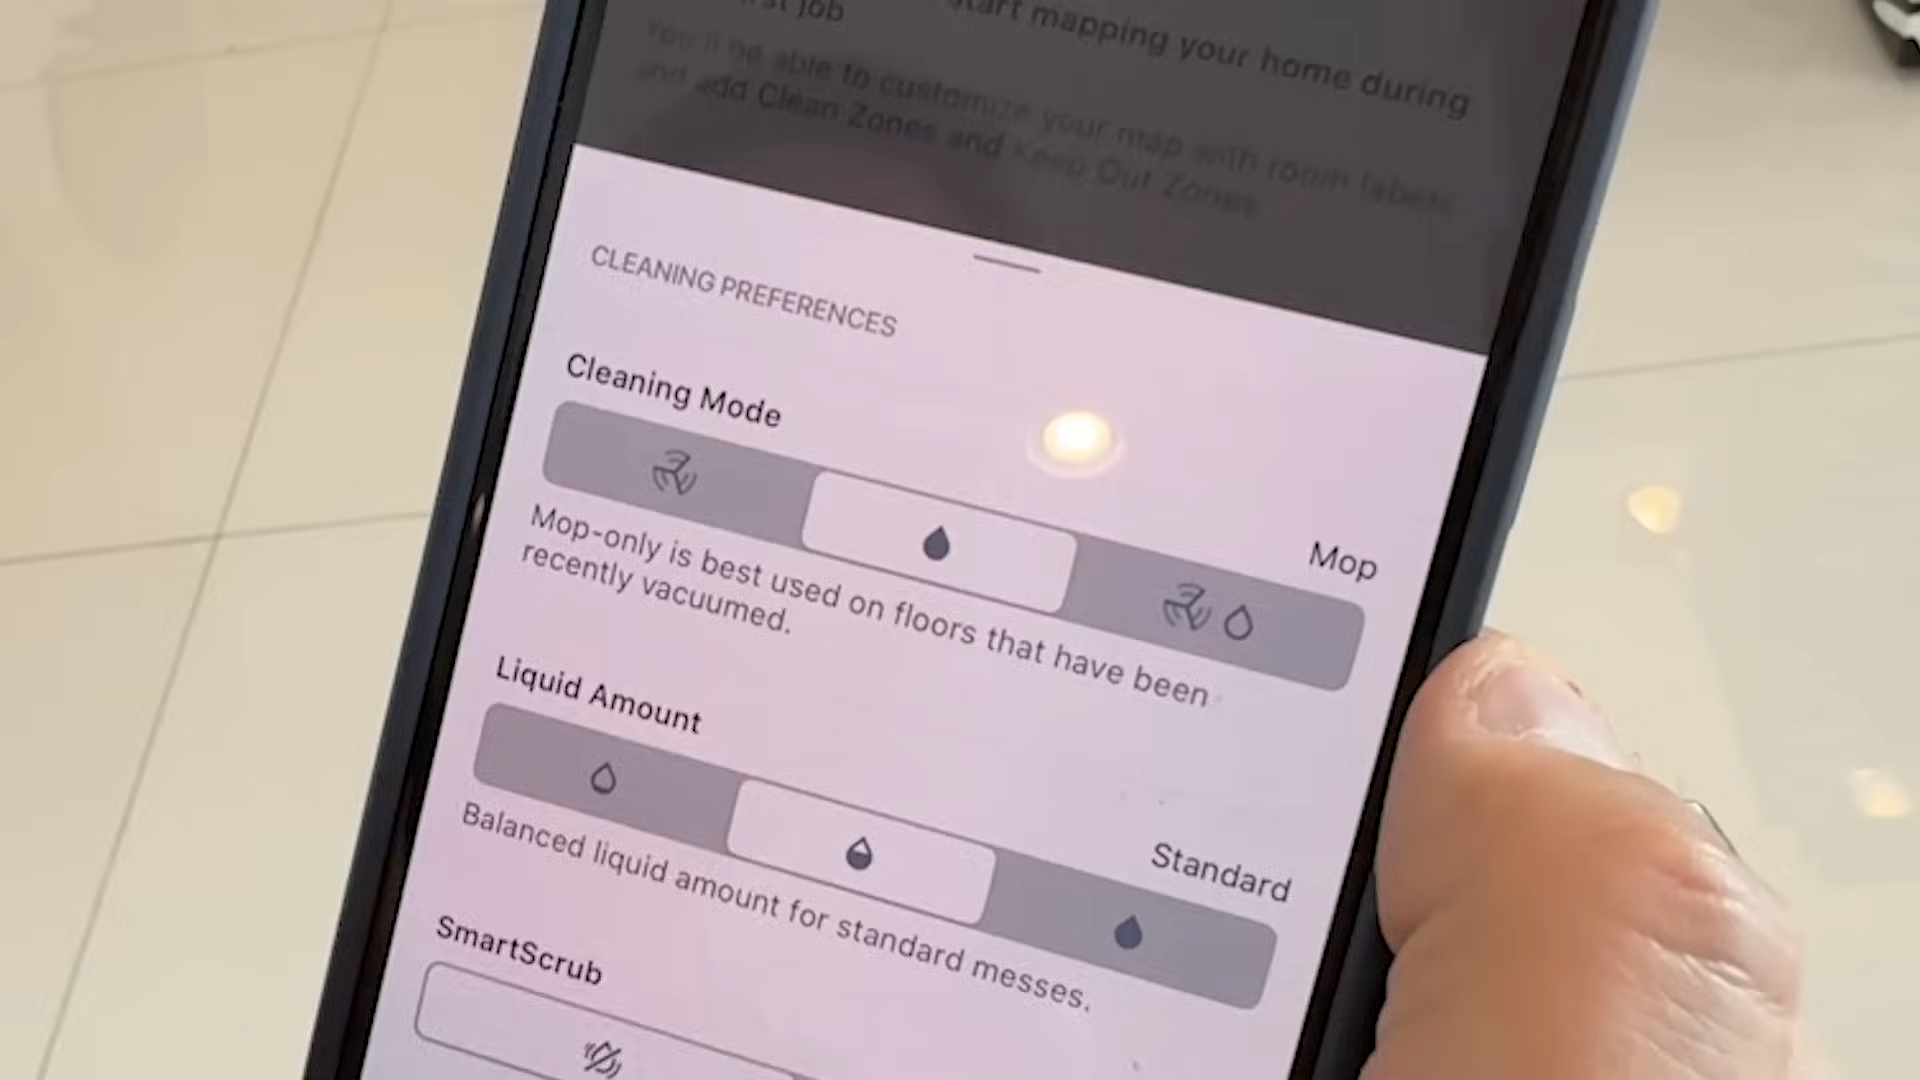 start mapping your home during
first job
You'll be able to customize your map with room labels
and add Clean Zones and Keep Out Zones.
CLEANING PREFERENCES
Cleaning Mode
Mop
Mop-only is best used on floors that have been
recently vacuumed.
Liquid Amount
Standard
Balanced liquid amount for standard messes.
SmartScrub